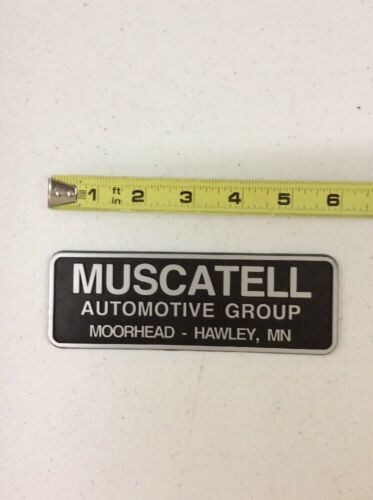 1 ft in 2 3 4 5 6
MUSCATELL
AUTOMOTIVE GROUP
MOORHEAD - HAWLEY, MN